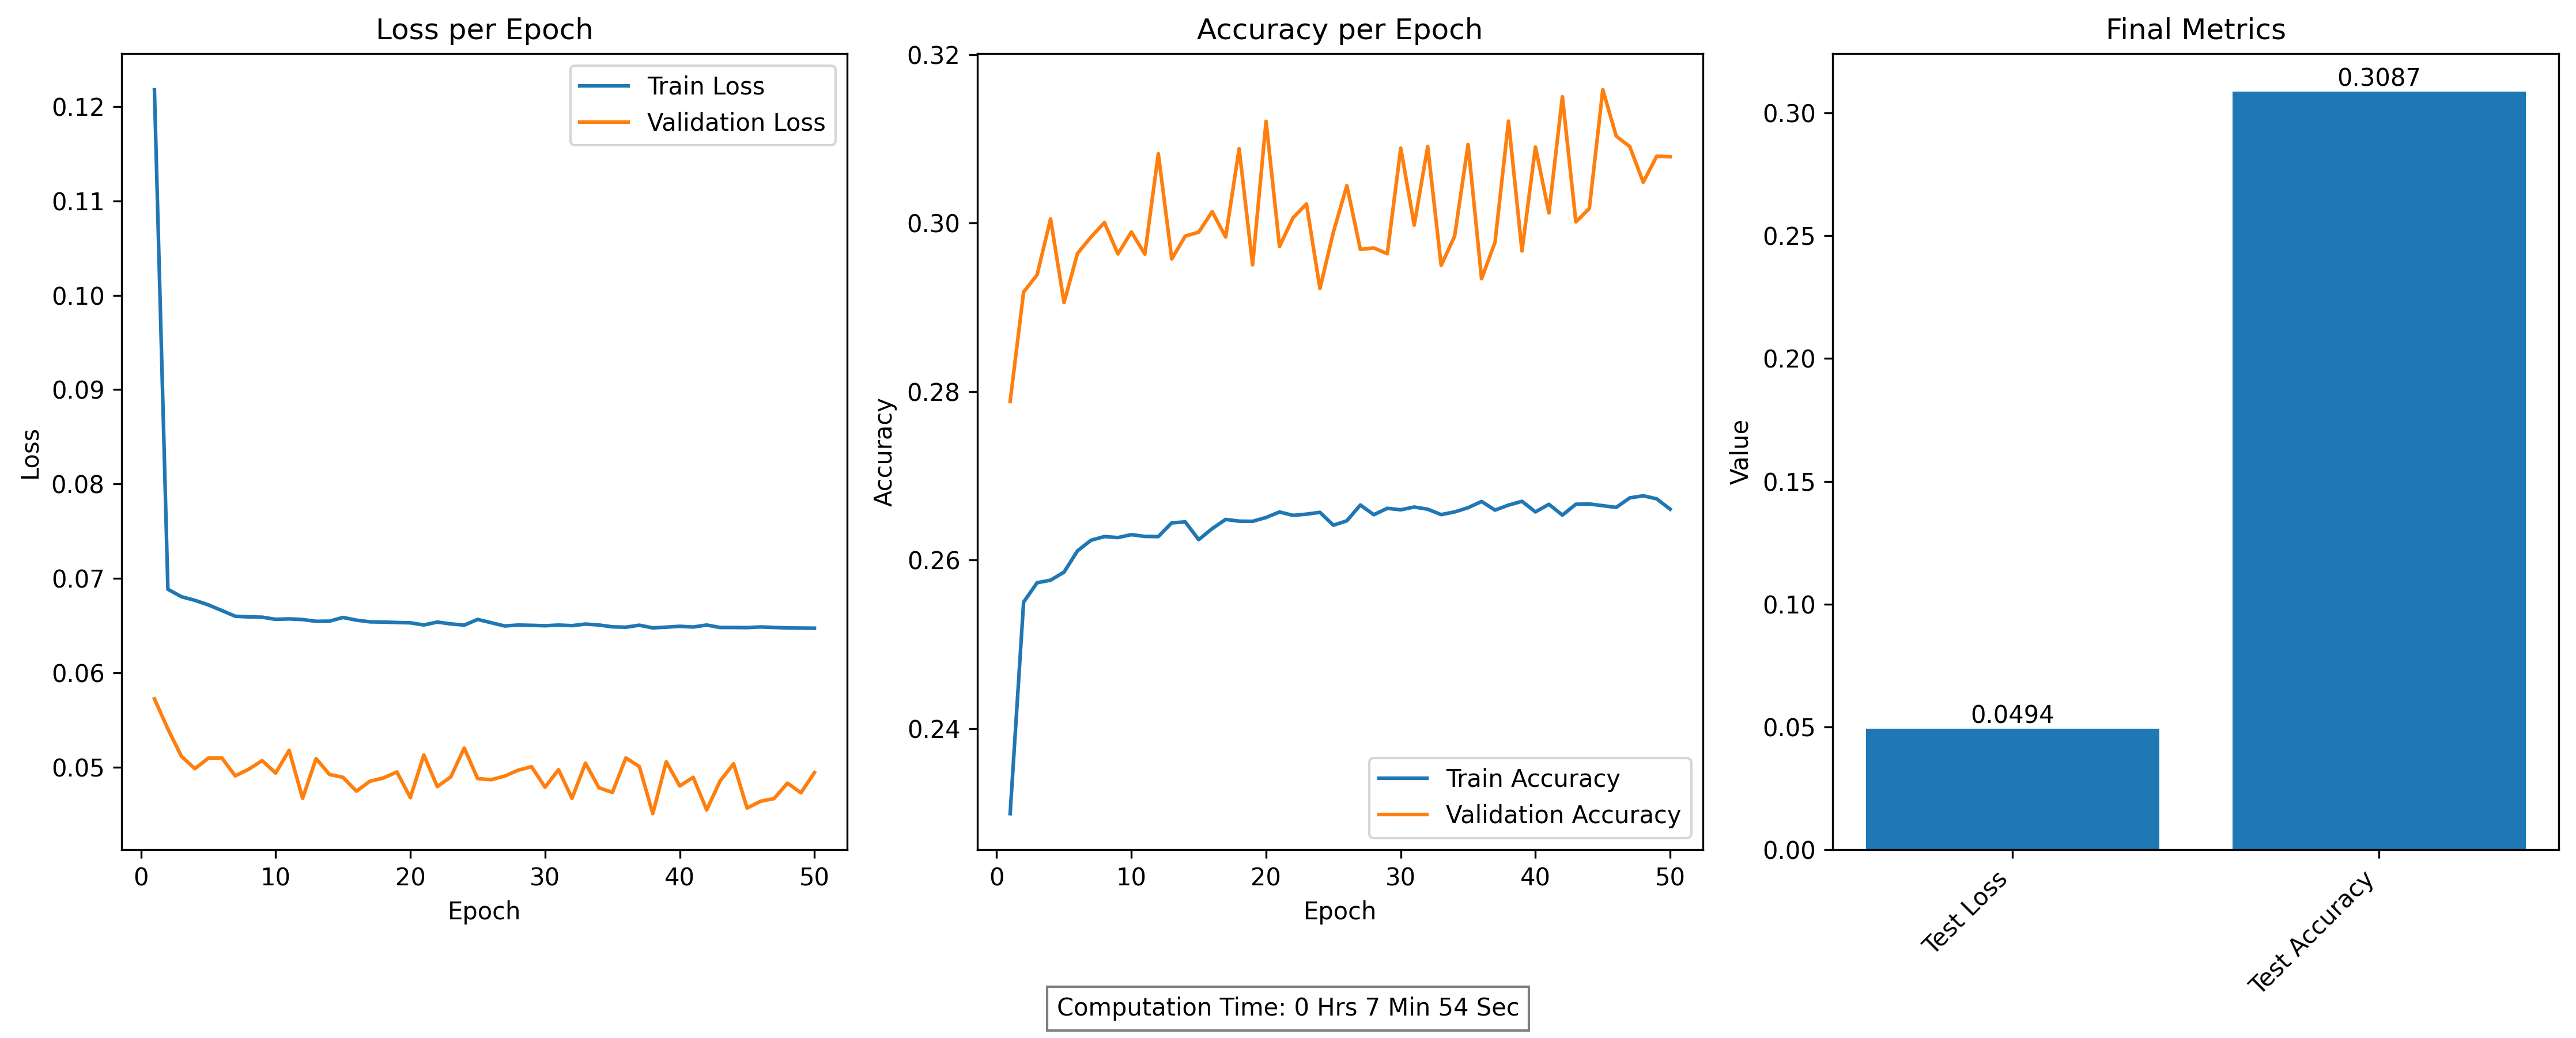 Loss per Epoch
0.12
0.11
0.10
0.09
0.08
0.07
0.06
0.05
Loss
0
10
20
30
40
50
Epoch
Train Loss
Validation Loss
Accuracy per Epoch
0.32
0.30
0.28
0.26
0.24
Accuracy
0
10
20
30
40
50
Epoch
Train Accuracy
Validation Accuracy
Final Metrics
0.30
0.25
0.20
0.15
0.10
0.05
0.00
Value
0.0494
0.3087
Test Loss
Test Accuracy
Computation Time: 0 Hrs 7 Min 54 Sec